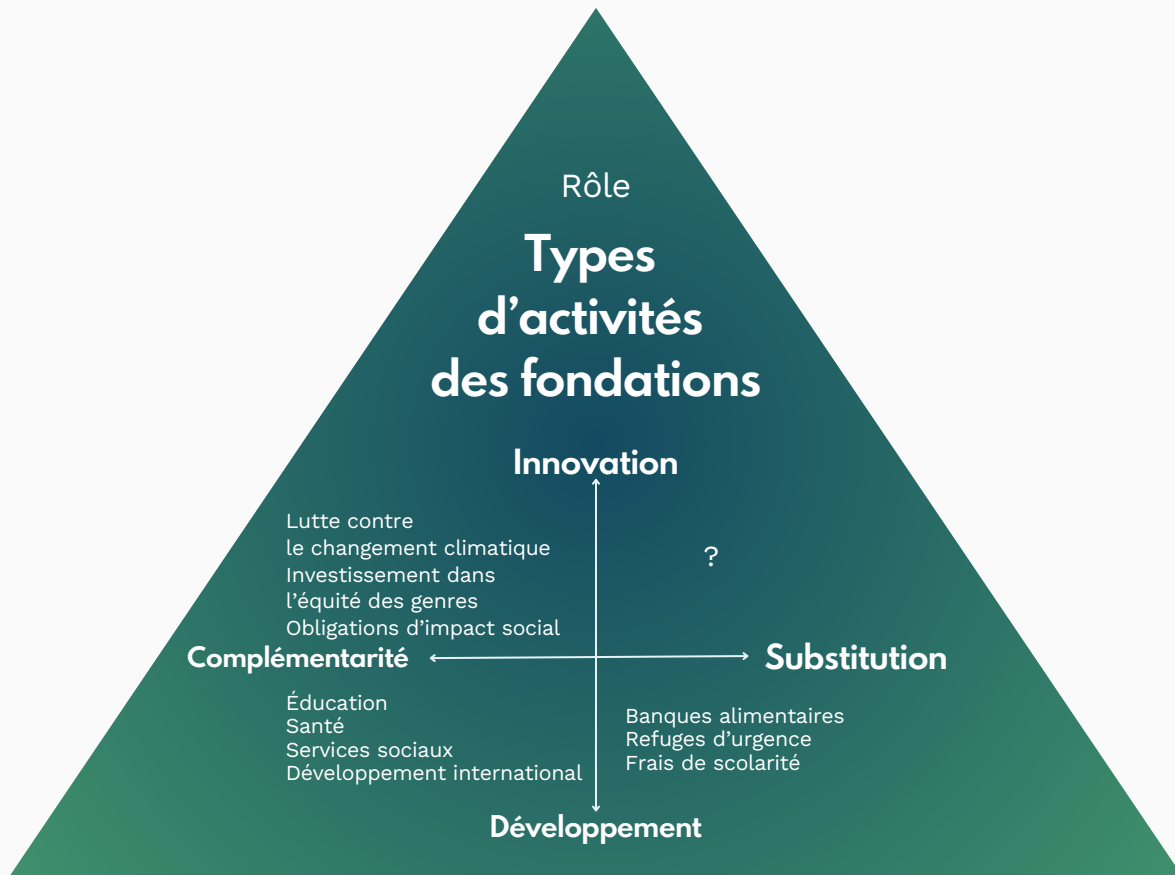 Rôle
Types
d’activités
des fondations
Innovation
Lutte contre
le changement climatique
Investissement dans
l’équité des genres
Obligations d’impact social
?
Complémentarité
Substitution
Éducation
Santé
Services sociaux
Développement international
Banques alimentaires
Refuges d’urgence
Frais de scolarité
Développement